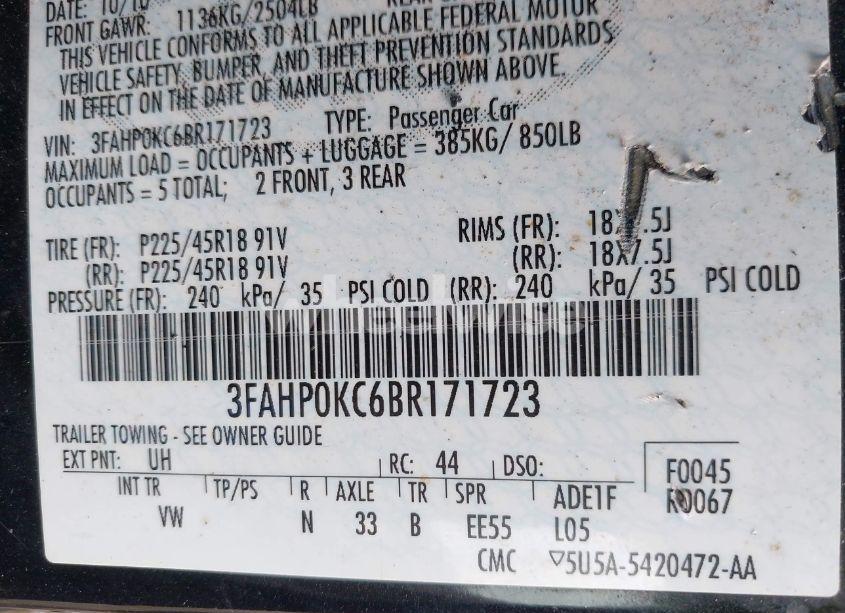 DATE: 10/10
FRONT GAWR: 1136KG/2504LB
THIS VEHICLE CONFORMS TO ALL APPLICABLE FEDERAL MOTOR
VEHICLE SAFETY, BUMPER, AND THEFT PREVENTION STANDARDS
IN EFFECT ON THE DATE OF MANUFACTURE SHOWN ABOVE.
VIN: 3FAHP0KC6BR171723 TYPE: Passenger Car
MAXIMUM LOAD = OCCUPANTS + LUGGAGE = 385KG/ 850LB
OCCUPANTS = 5 TOTAL; 2 FRONT, 3 REAR
TIRE (FR): P225/45R18 91V RIMS (FR): 18X7.5J
(RR): P225/45R18 91V (RR): 18X7.5J
PRESSURE (FR): 240 kPa/ 35 PSI COLD (RR): 240 kPa/ 35 PSI COLD
wheelwise
3FAHP0KC6BR171723
TRAILER TOWING - SEE OWNER GUIDE
EXT PNT: UH RC: 44 DSO: F0045
INT TR TP/PS R AXLE TR SPR ADE1F R0067
VW N 33 B EE55 L05
CMC ▽5U5A-5420472-AA